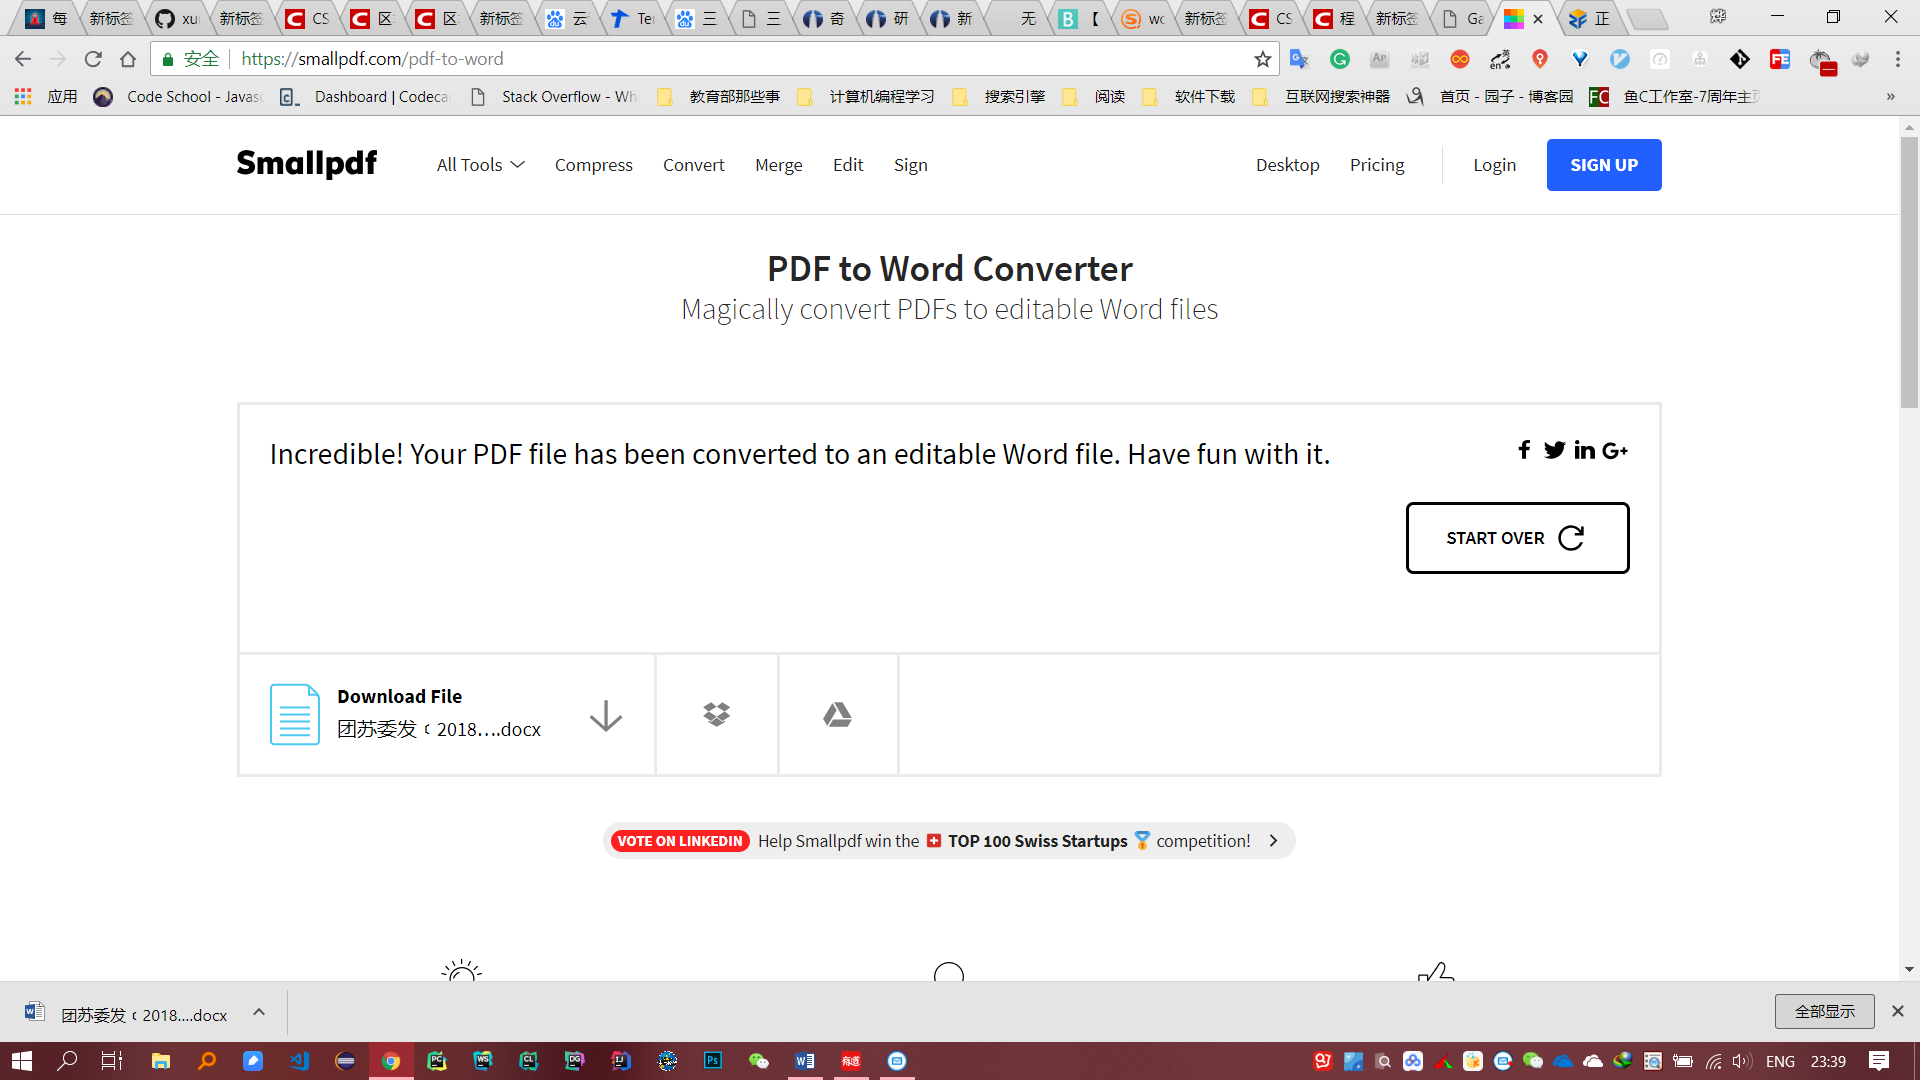 每
新标签
xu
新标签
CS
区
区
新标签
云
Ter
三
三
奇
研
新
无
【
wo
新标签
CS
程
新标签
Ga
正
安全
https://smallpdf.com/pdf-to-word
应用
Code School - Javasc
Dashboard | Codeca
Stack Overflow - Wh
教育部那些事
计算机编程学习
搜索引擎
阅读
软件下载
互联网搜索神器
首页 - 园子 - 博客园
鱼C工作室-7周年主页
»
Smallpdf
All Tools
Compress
Convert
Merge
Edit
Sign
Desktop
Pricing
Login
SIGN UP
PDF to Word Converter
Magically convert PDFs to editable Word files
Incredible! Your PDF file has been converted to an editable Word file. Have fun with it.
START OVER
Download File
团苏委发﹝2018....docx
VOTE ON LINKEDIN Help Smallpdf win the TOP 100 Swiss Startups competition!
团苏委发﹝2018....docx
全部显示
ENG
23:39